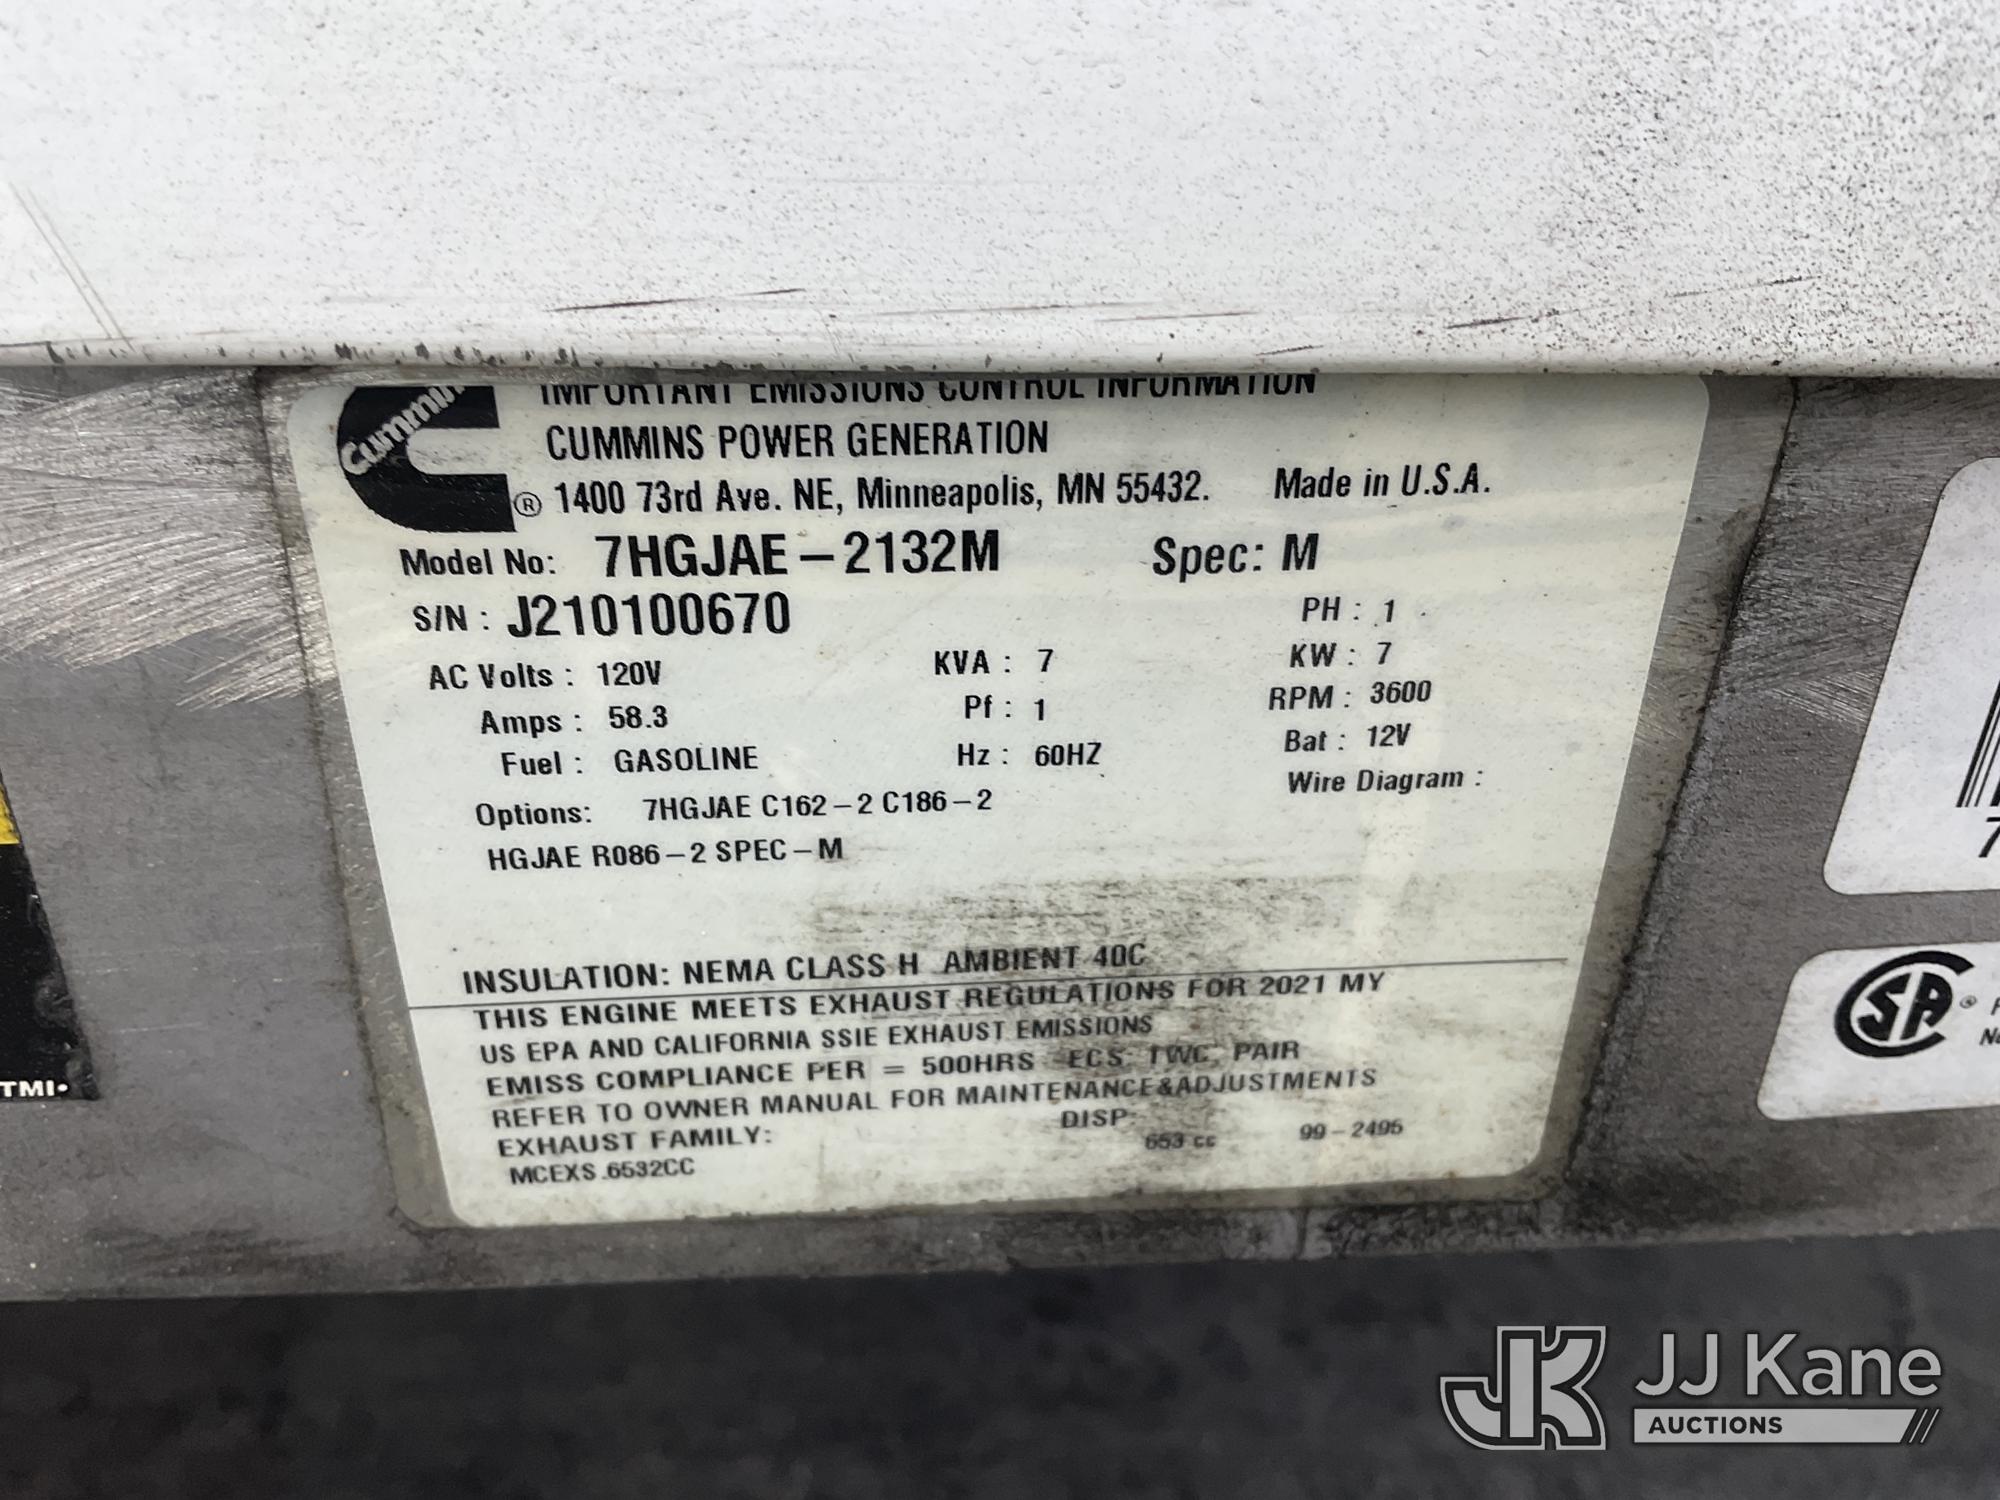 Cummins
IMPORTANT EMISSIONS CONTROL INFORMATION
CUMMINS POWER GENERATION
® 1400 73rd Ave. NE, Minneapolis, MN 55432. Made in U.S.A.
Model No: 7HGJAE – 2132M Spec: M
S/N : J210100670 PH : 1
AC Volts : 120V KVA : 7 KW : 7
Amps : 58.3 Pf : 1 RPM : 3600
Fuel : GASOLINE Hz : 60HZ Bat : 12V
Options: 7HGJAE C162 – 2 C186 – 2 Wire Diagram :
HGJAE R086 – 2 SPEC – M
INSULATION: NEMA CLASS H AMBIENT 40C
THIS ENGINE MEETS EXHAUST REGULATIONS FOR 2021 MY
US EPA AND CALIFORNIA SSIE EXHAUST EMISSIONS
EMISS COMPLIANCE PER = 500HRS ECS: TWC, PAIR
REFER TO OWNER MANUAL FOR MAINTENANCE&ADJUSTMENTS
EXHAUST FAMILY: DISP:
MCEXS .6532CC 653 cc 99 – 2495
TMI.
7
SA ®
JK JJ Kane
AUCTIONS